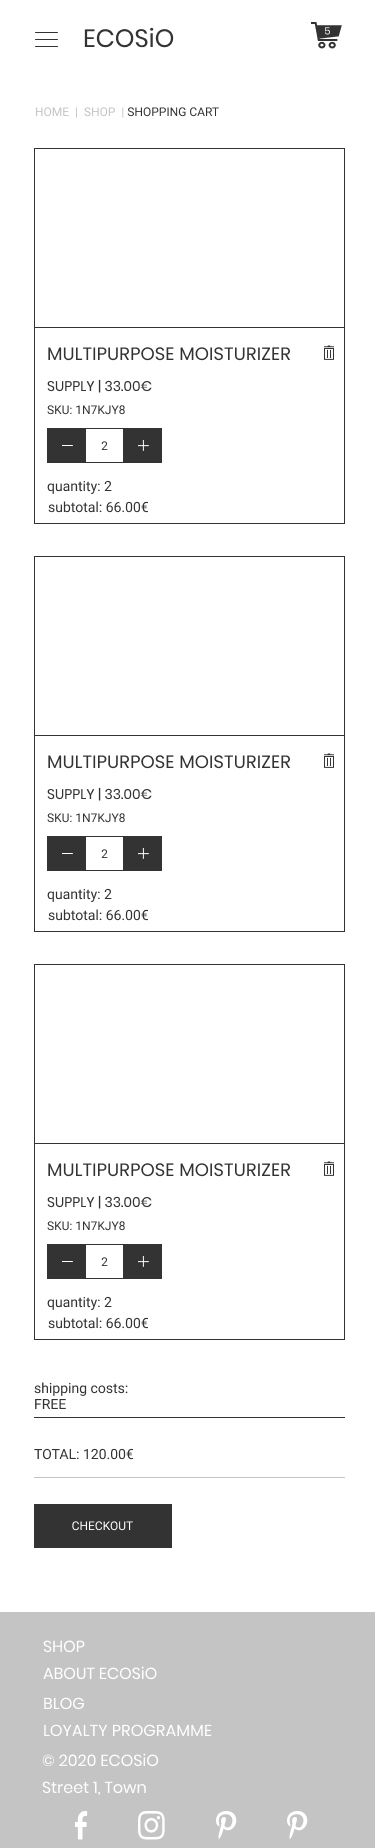 ECOSiO
5
HOME | SHOP | SHOPPING CART
MULTIPURPOSE MOISTURIZER
SUPPLY | 33.00€
SKU: 1N7KJY8
2
quantity: 2
subtotal: 66.00€
MULTIPURPOSE MOISTURIZER
SUPPLY | 33.00€
SKU: 1N7KJY8
2
quantity: 2
subtotal: 66.00€
MULTIPURPOSE MOISTURIZER
SUPPLY | 33.00€
SKU: 1N7KJY8
2
quantity: 2
subtotal: 66.00€
shipping costs:
FREE
TOTAL: 120.00€
CHECKOUT
SHOP
ABOUT ECOSiO
BLOG
LOYALTY PROGRAMME
© 2020 ECOSiO
Street 1, Town